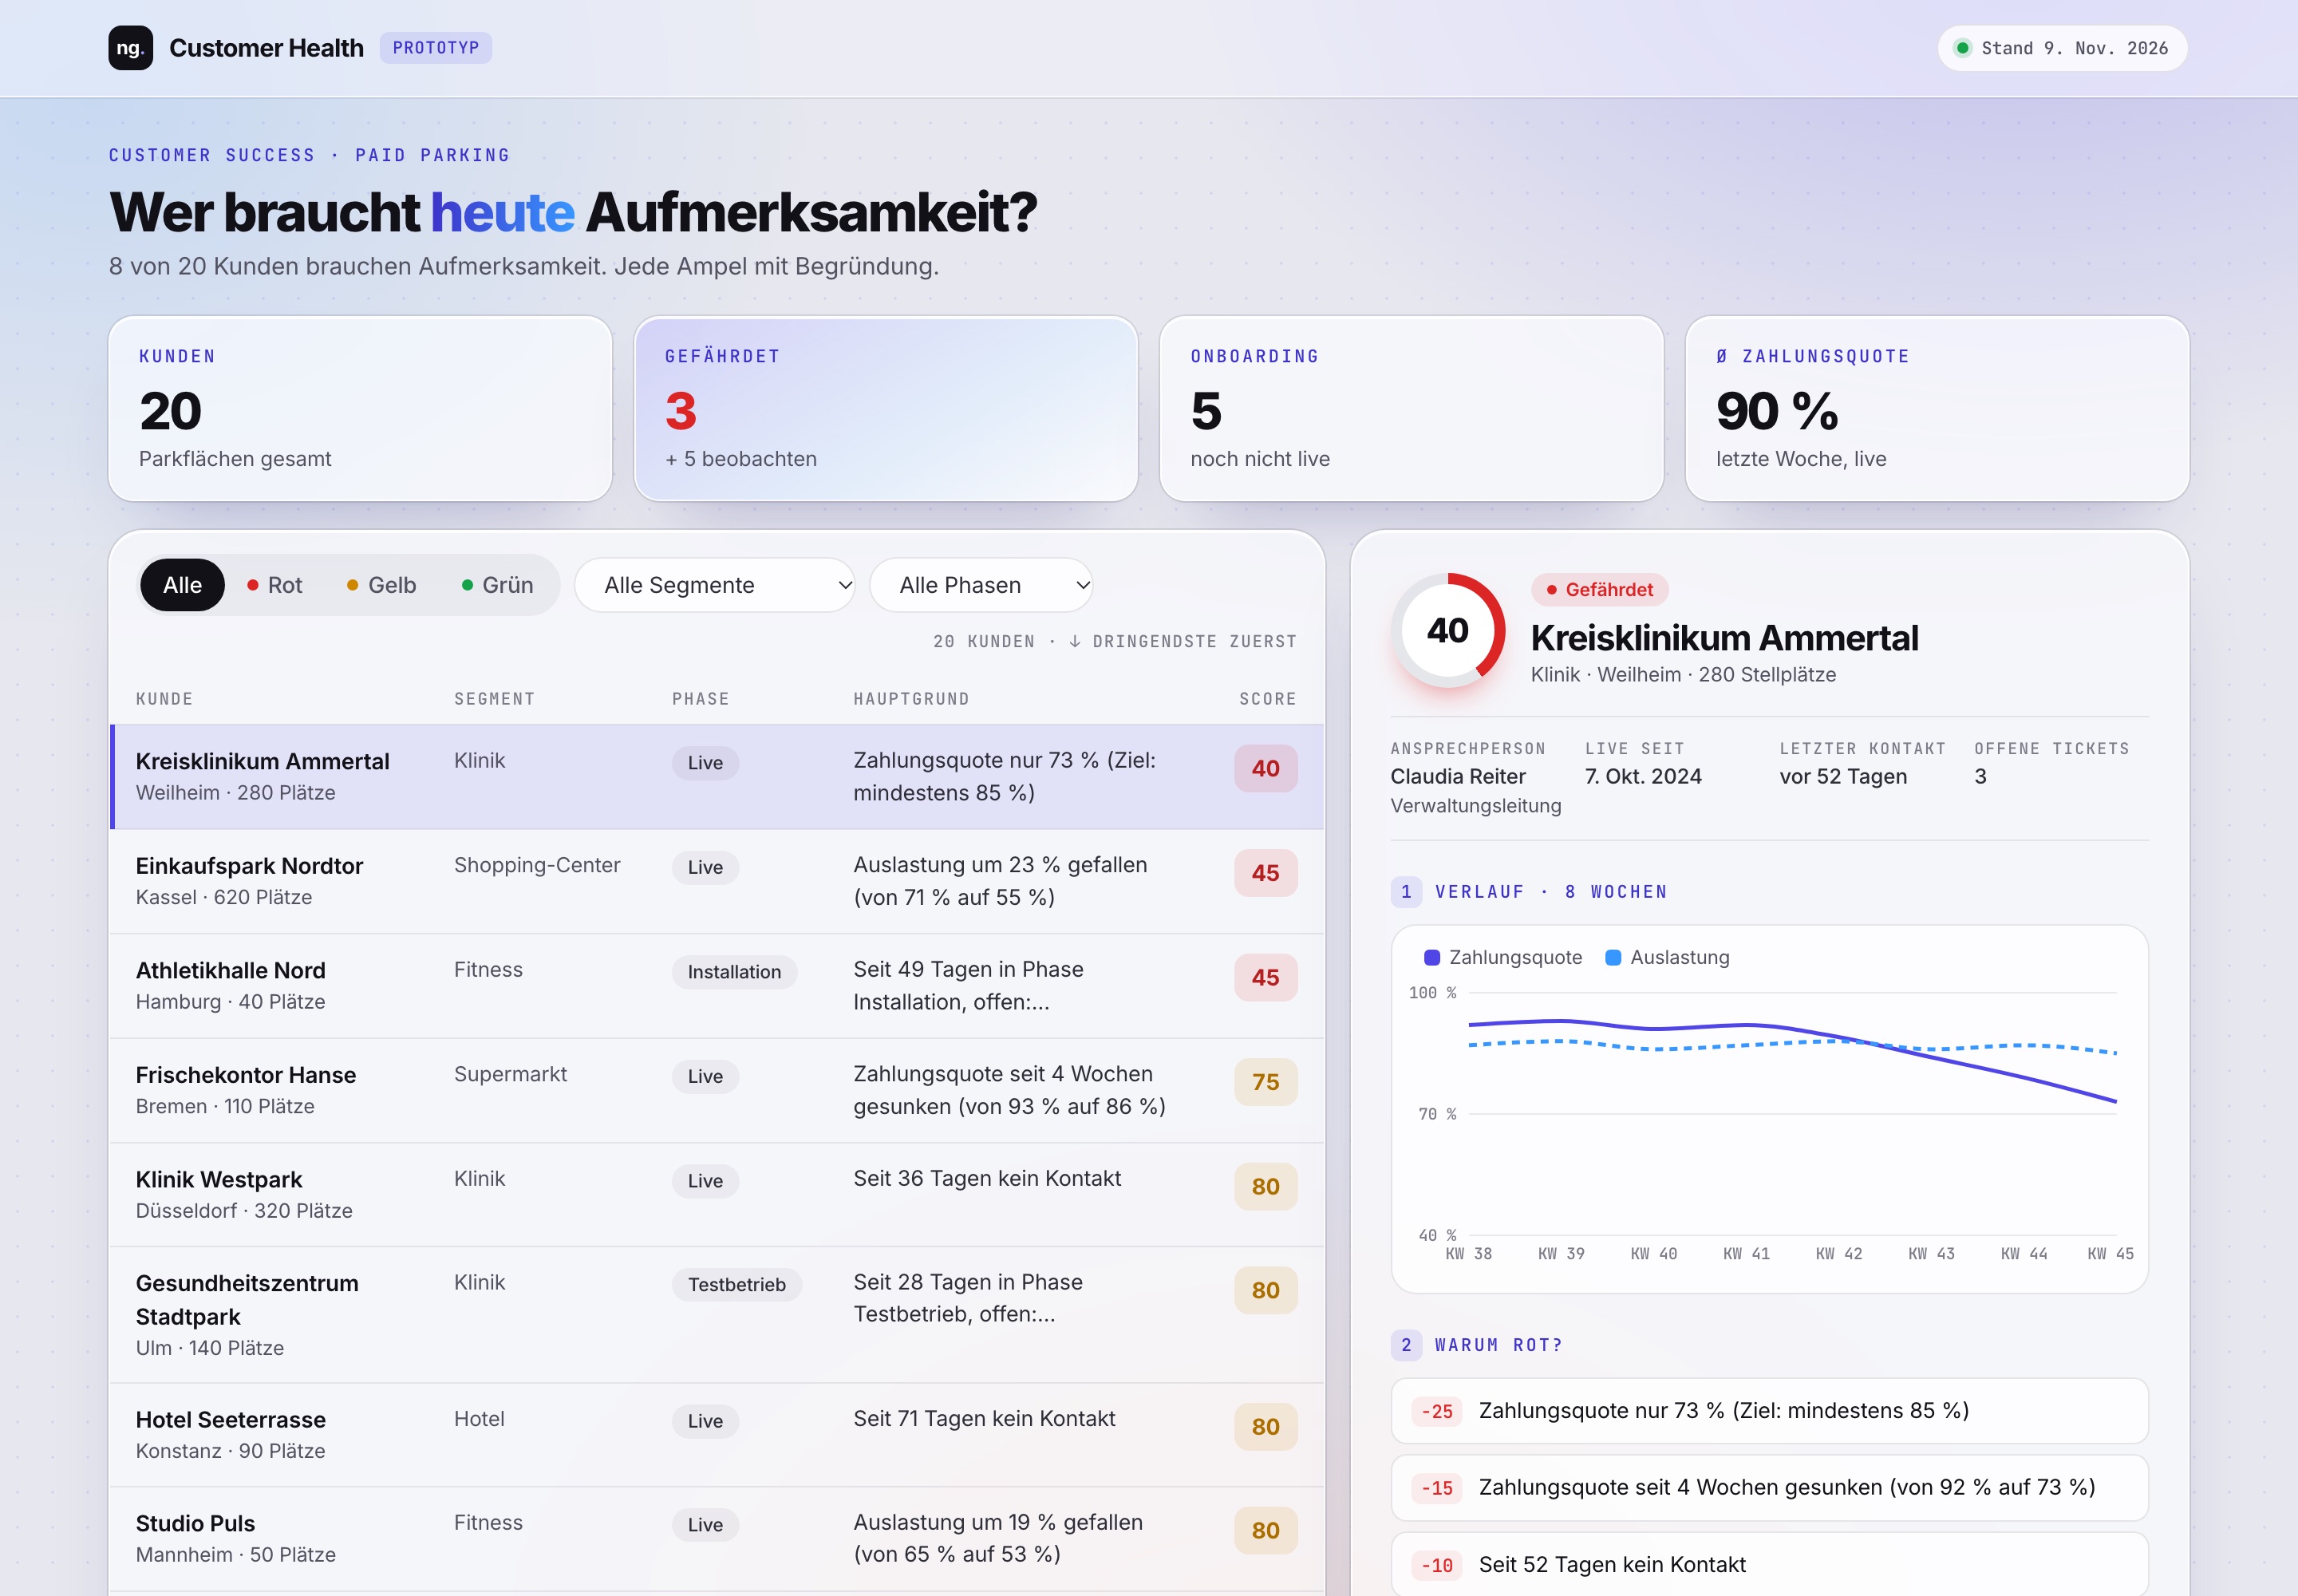 ng.
Customer Health
PROTOTYP
Stand 9. Nov. 2026
CUSTOMER SUCCESS · PAID PARKING
Wer braucht heute Aufmerksamkeit?
8 von 20 Kunden brauchen Aufmerksamkeit. Jede Ampel mit Begründung.
KUNDEN
20
Parkflächen gesamt
GEFÄHRDET
3
+ 5 beobachten
ONBOARDING
5
noch nicht live
Ø ZAHLUNGSQUOTE
90 %
letzte Woche, live
Alle
Rot
Gelb
Grün
Alle Segmente
Alle Phasen
20 KUNDEN · ↓ DRINGENDSTE ZUERST
KUNDE SEGMENT PHASE HAUPTGRUND SCORE
Kreisklinikum Ammertal
Weilheim · 280 Plätze
Klinik
Live
Zahlungsquote nur 73 % (Ziel:
mindestens 85 %)
40
Einkaufspark Nordtor
Kassel · 620 Plätze
Shopping-Center
Live
Auslastung um 23 % gefallen
(von 71 % auf 55 %)
45
Athletikhalle Nord
Hamburg · 40 Plätze
Fitness
Installation
Seit 49 Tagen in Phase
Installation, offen:...
45
Frischekontor Hanse
Bremen · 110 Plätze
Supermarkt
Live
Zahlungsquote seit 4 Wochen
gesunken (von 93 % auf 86 %)
75
Klinik Westpark
Düsseldorf · 320 Plätze
Klinik
Live
Seit 36 Tagen kein Kontakt
80
Gesundheitszentrum
Stadtpark
Ulm · 140 Plätze
Klinik
Testbetrieb
Seit 28 Tagen in Phase
Testbetrieb, offen:...
80
Hotel Seeterrasse
Konstanz · 90 Plätze
Hotel
Live
Seit 71 Tagen kein Kontakt
80
Studio Puls
Mannheim · 50 Plätze
Fitness
Live
Auslastung um 19 % gefallen
(von 65 % auf 53 %)
80
40
Gefährdet
Kreisklinikum Ammertal
Klinik · Weilheim · 280 Stellplätze
ANSPRECHPERSON
Claudia Reiter
Verwaltungsleitung
LIVE SEIT
7. Okt. 2024
LETZTER KONTAKT
vor 52 Tagen
OFFENE TICKETS
3
1 VERLAUF · 8 WOCHEN
Zahlungsquote
Auslastung
100 %
70 %
40 %
KW 38 KW 39 KW 40 KW 41 KW 42 KW 43 KW 44 KW 45
2 WARUM ROT?
-25 Zahlungsquote nur 73 % (Ziel: mindestens 85 %)
-15 Zahlungsquote seit 4 Wochen gesunken (von 92 % auf 73 %)
-10 Seit 52 Tagen kein Kontakt